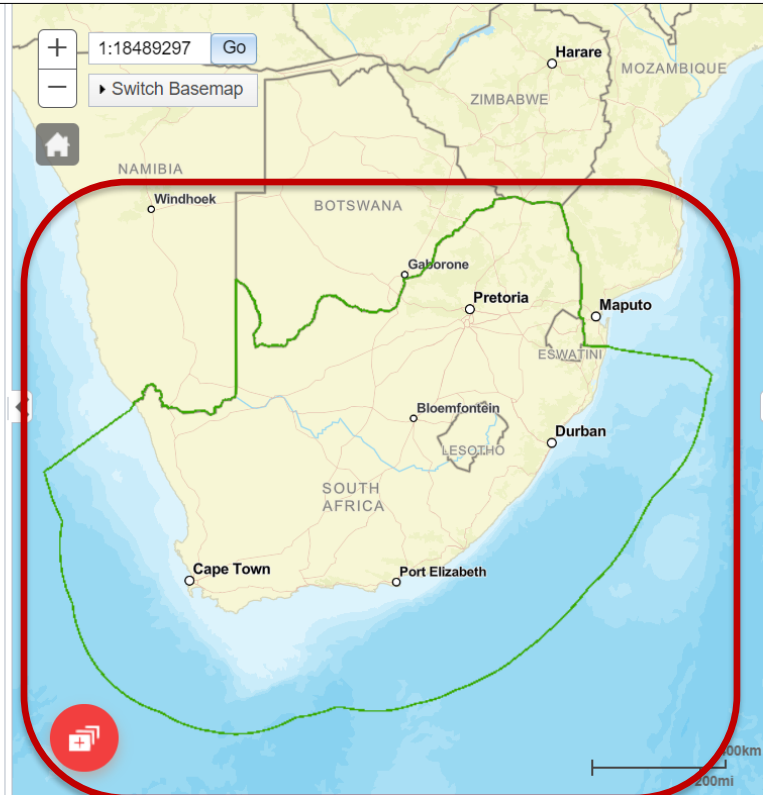 +
1:18489297 Go
−
Switch Basemap
Harare
MOZAMBIQUE
ZIMBABWE
NAMIBIA
Windhoek
BOTSWANA
Gaborone
Pretoria
Maputo
ESWATINI
Bloemfontein
Durban
LESOTHO
SOUTH
AFRICA
Cape Town
Port Elizabeth
400km
200mi